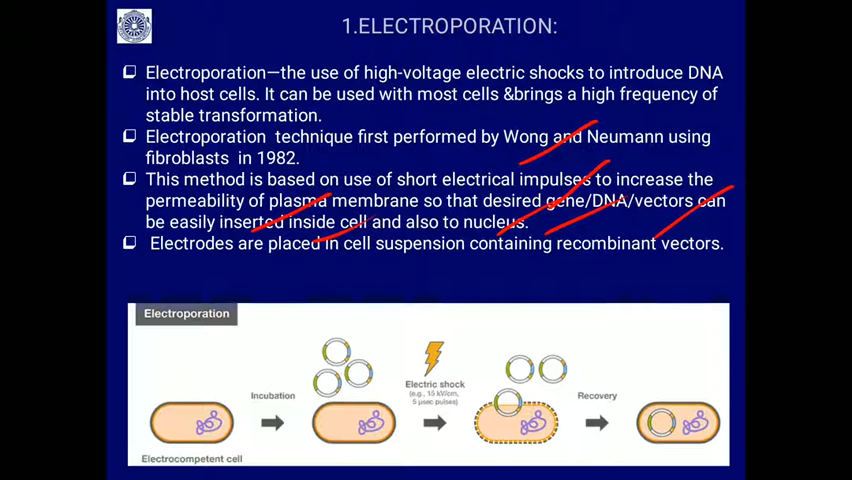 1.ELECTROPORATION:
❑ Electroporation—the use of high-voltage electric shocks to introduce DNA
into host cells. It can be used with most cells &brings a high frequency of
stable transformation.
❑ Electroporation technique first performed by Wong and Neumann using
fibroblasts in 1982.
❑ This method is based on use of short electrical impulses to increase the
permeability of plasma membrane so that desired gene/DNA/vectors can
be easily inserted inside cell and also to nucleus.
❑ Electrodes are placed in cell suspension containing recombinant vectors.
Electroporation
Incubation
Electric shock
(e.g., 15 kV/cm,
5 µsec pulses)
Recovery
Electrocompetent cell